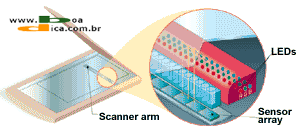 www.boa
dica.com.br
LEDs
Scanner arm
Sensor
array